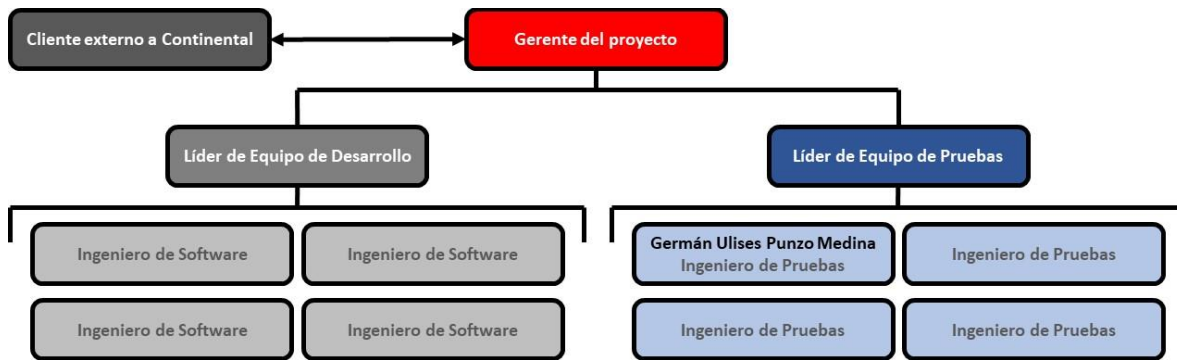 Cliente externo a Continental
Gerente del proyecto
Líder de Equipo de Desarrollo
Líder de Equipo de Pruebas
Ingeniero de Software
Ingeniero de Software
Germán Ulises Punzo Medina
Ingeniero de Pruebas
Ingeniero de Pruebas
Ingeniero de Software
Ingeniero de Software
Ingeniero de Pruebas
Ingeniero de Pruebas